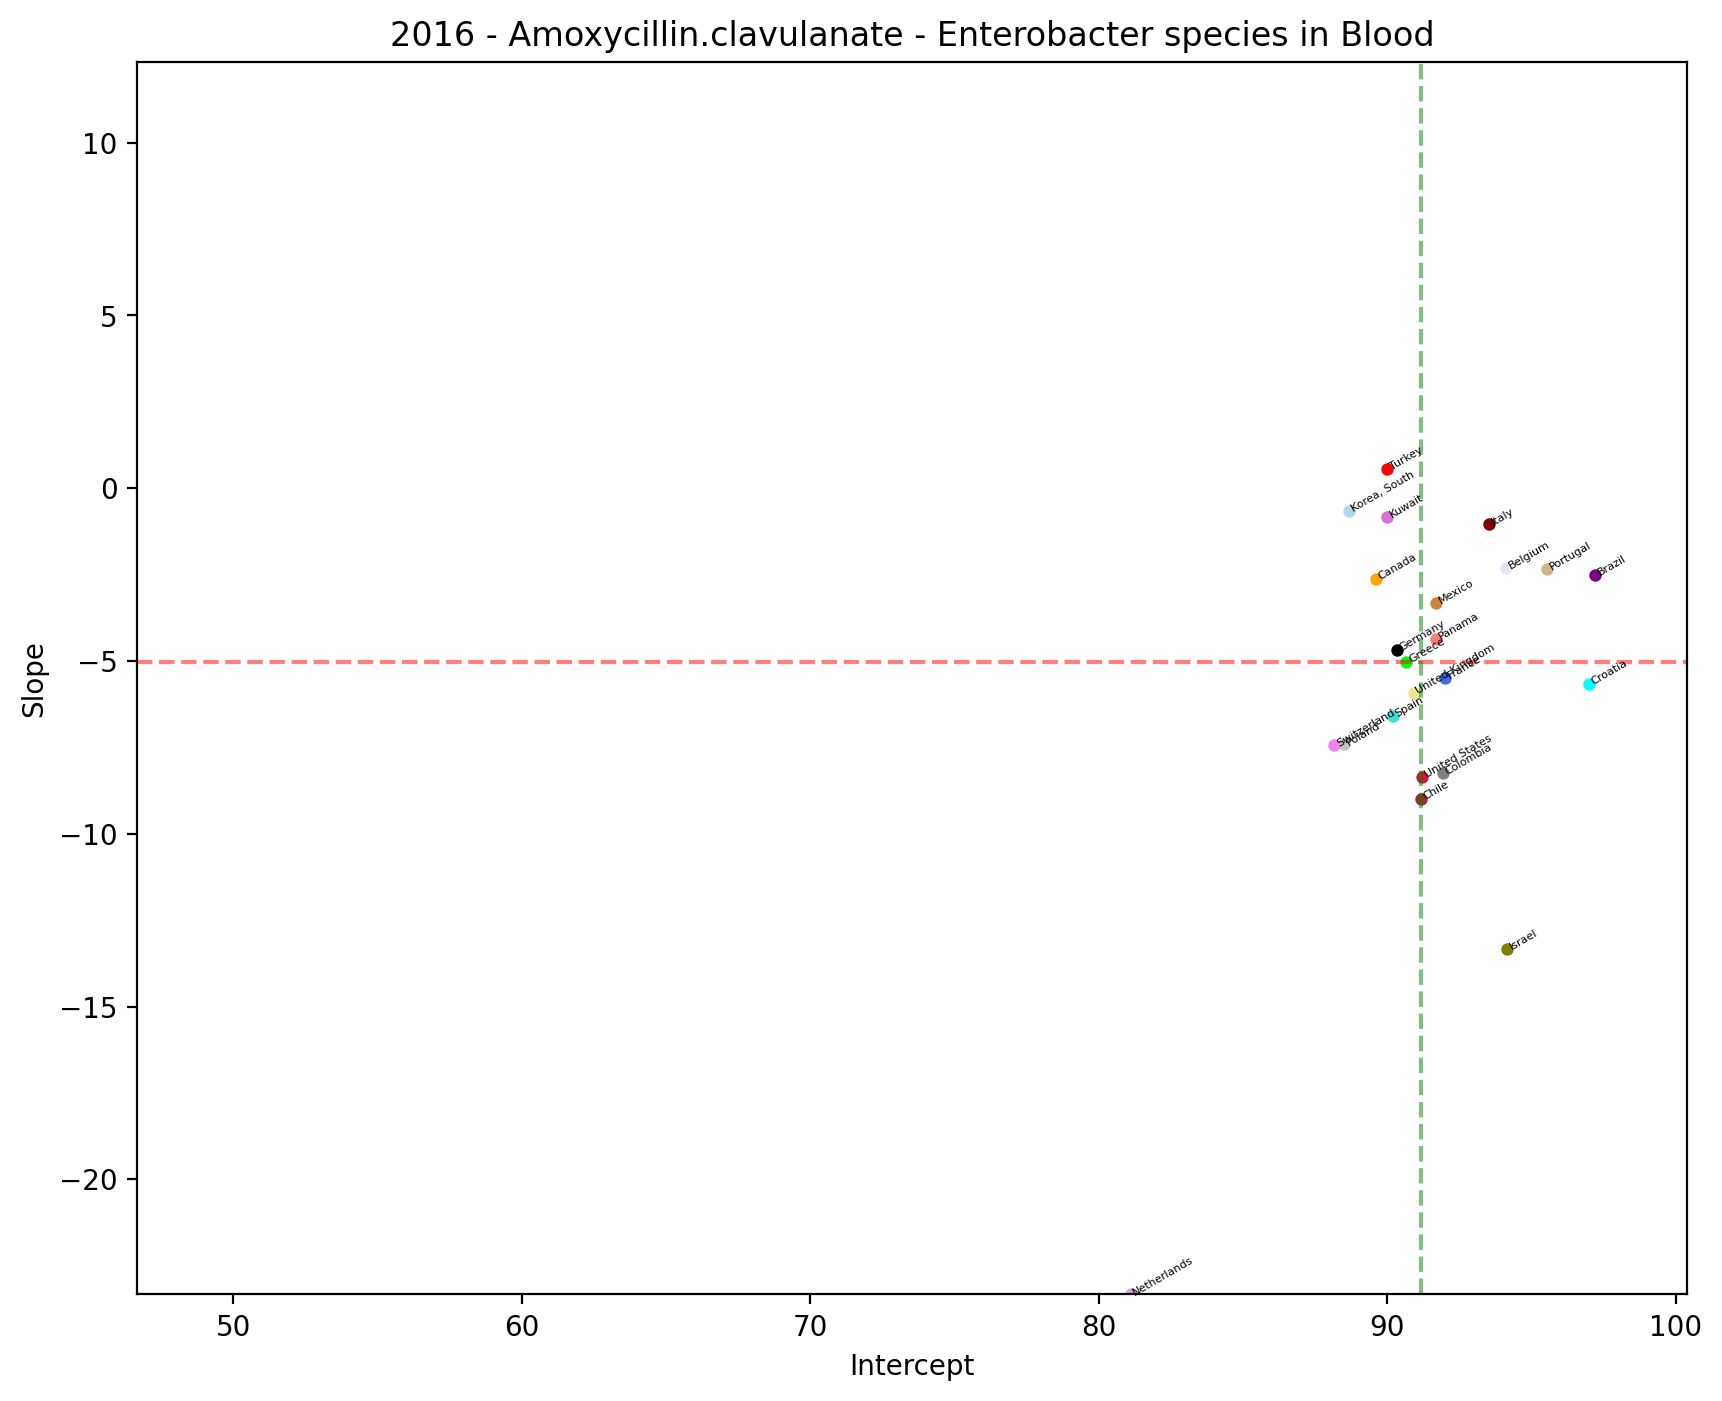 2016 - Amoxycillin.clavulanate - Enterobacter species in Blood
10
5
0
−5
−10
−15
−20
Slope
Turkey
Korea, South
Kuwait
Italy
Belgium
Portugal
Brazil
Canada
Mexico
Panama
Germany
Greece
United Kingdom
France
Croatia
Spain
Switzerland
Poland
United States
Colombia
Chile
Israel
Netherlands
50
60
70
80
90
100
Intercept